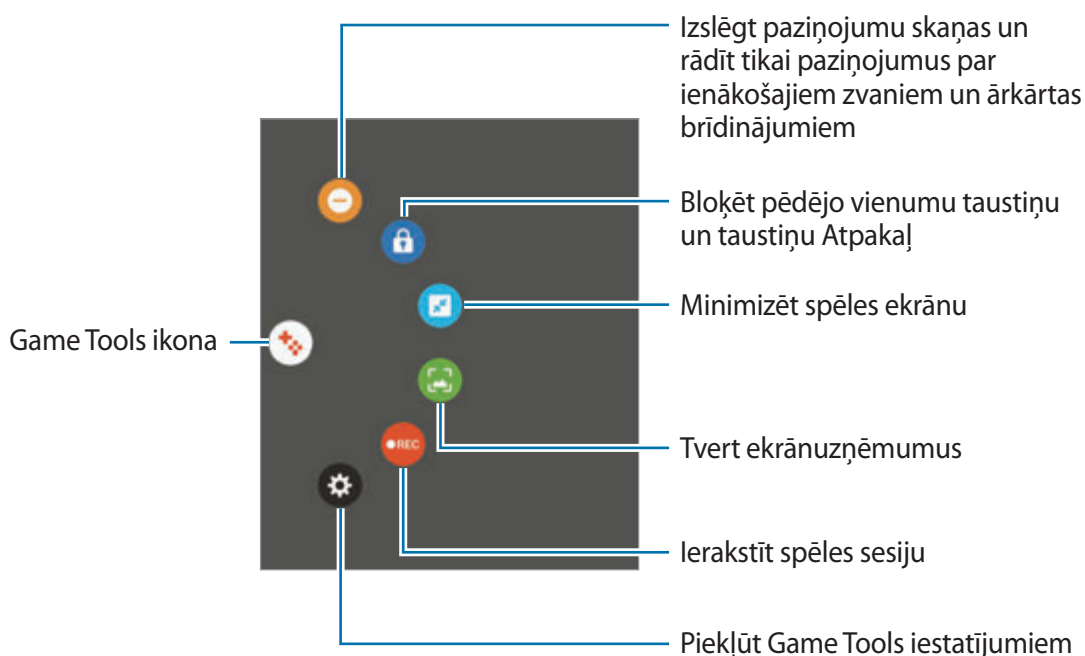 Izslēgt paziņojumu skaņas un
rādīt tikai paziņojumus par
ienākošajiem zvaniem un ārkārtas
brīdinājumiem
Bloķēt pēdējo vienumu taustiņu
un taustiņu Atpakaļ
Minimizēt spēles ekrānu
Game Tools ikona
Tvert ekrānuzņēmumus
REC
Ierakstīt spēles sesiju
Piekļūt Game Tools iestatījumiem